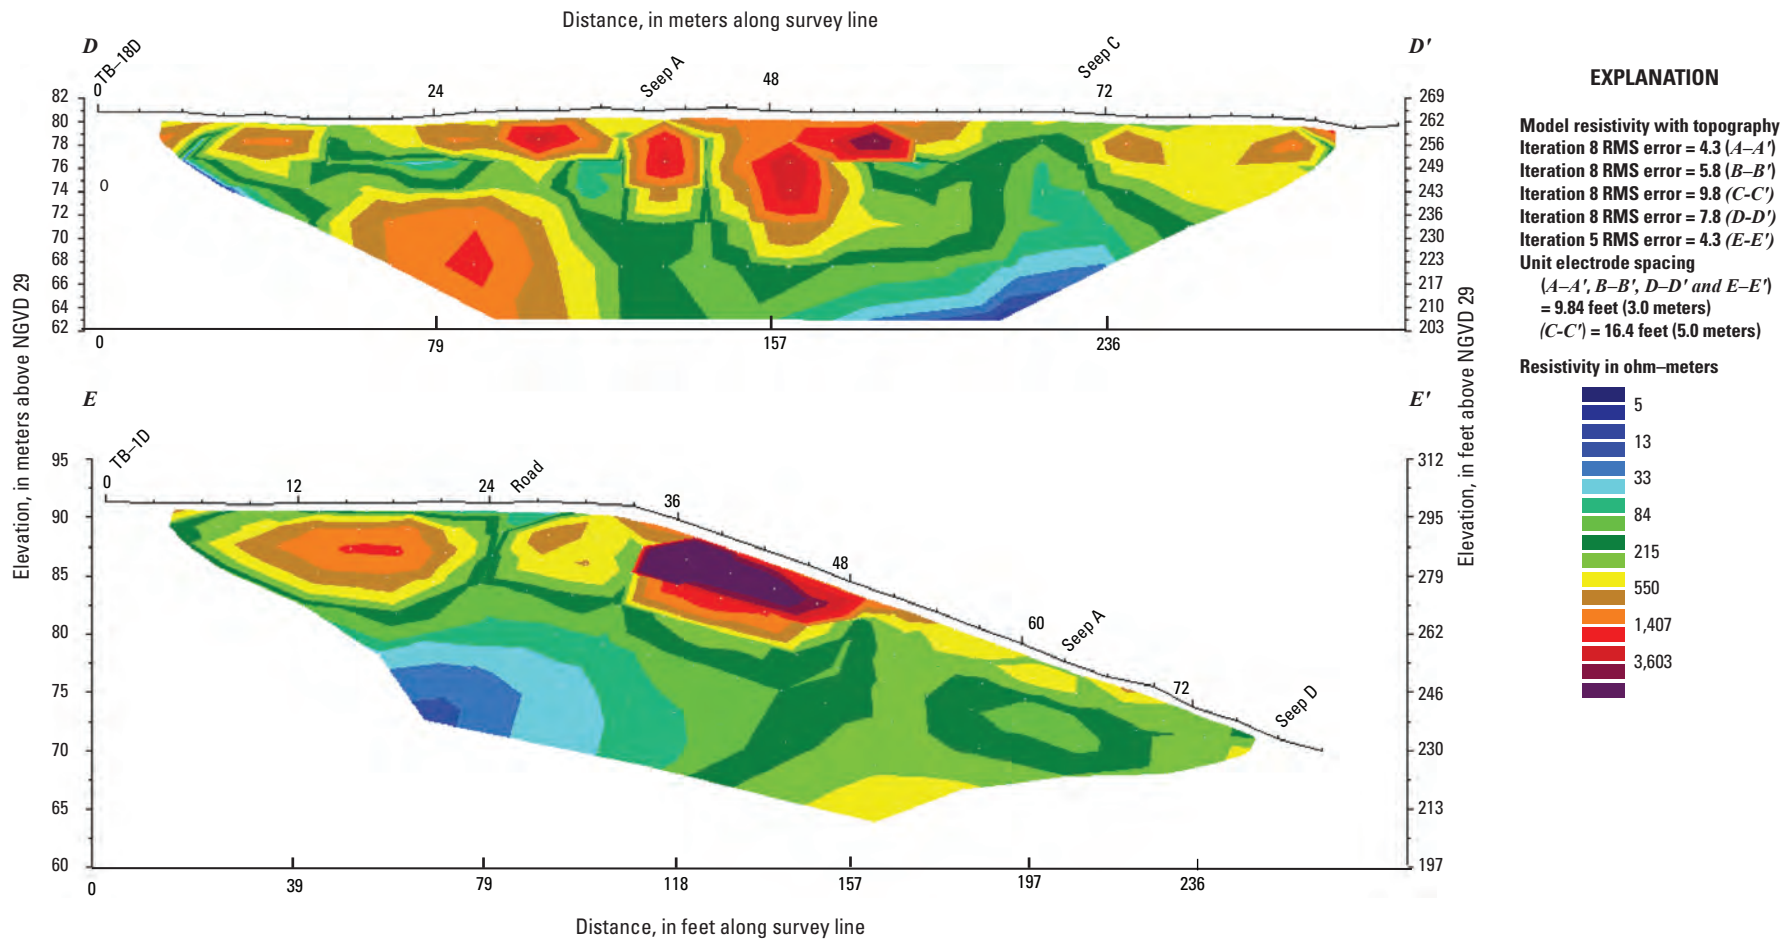 Distance, in meters along survey line
D
D'
TB–18D
Seep A
Seep C
0
24
48
72
82
80
78
76
74
72
70
68
66
64
62
269
262
256
249
243
236
230
223
217
210
203
0
0
79
157
236
Elevation, in meters above NGVD 29
Elevation, in feet above NGVD 29
E
E'
TB–1D
Road
Seep A
Seep D
0
12
24
36
48
60
72
95
90
85
80
75
70
65
60
312
295
279
262
246
230
213
197
0
39
79
118
157
197
236
Distance, in feet along survey line
EXPLANATION
Model resistivity with topography
Iteration 8 RMS error = 4.3 (A–A')
Iteration 8 RMS error = 5.8 (B–B')
Iteration 8 RMS error = 9.8 (C-C')
Iteration 8 RMS error = 7.8 (D-D')
Iteration 5 RMS error = 4.3 (E-E')
Unit electrode spacing
(A–A', B–B', D–D' and E–E')
= 9.84 feet (3.0 meters)
(C-C') = 16.4 feet (5.0 meters)
Resistivity in ohm–meters
5
13
33
84
215
550
1,407
3,603